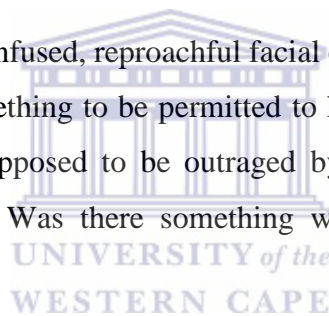 nfused, reproachful facial
ething to be permitted to
pposed to be outraged by
Was there something w
UNIVERSITY of the
WESTERN CAPE